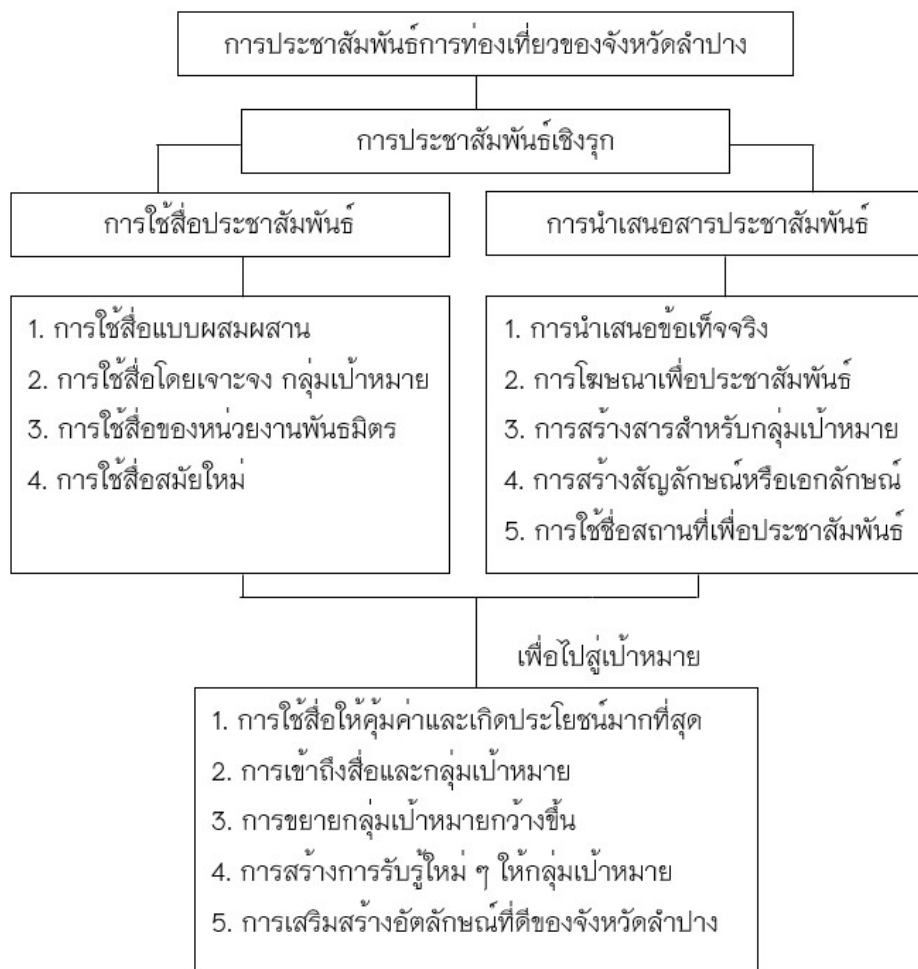 การประชาสัมพันธ์การท่องเที่ยวของจังหวัดลำปาง
การประชาสัมพันธ์เชิงรุก
การใช้สื่อประชาสัมพันธ์
1. การใช้สื่อแบบผสมผสาน
2. การใช้สื่อโดยเจาะจง กลุ่มเป้าหมาย
3. การใช้สื่อของหน่วยงานพันธมิตร
4. การใช้สื่อสมัยใหม่
การนำเสนอสารประชาสัมพันธ์
1. การนำเสนอข้อเท็จจริง
2. การโฆษณาเพื่อประชาสัมพันธ์
3. การสร้างสารสำหรับกลุ่มเป้าหมาย
4. การสร้างสัญลักษณ์หรือเอกลักษณ์
5. การใช้ชื่อสถานที่เพื่อประชาสัมพันธ์
เพื่อไปสู่เป้าหมาย
1. การใช้สื่อให้คุ้มค่าและเกิดประโยชน์มากที่สุด
2. การเข้าถึงสื่อและกลุ่มเป้าหมาย
3. การขยายกลุ่มเป้าหมายกว้างขึ้น
4. การสร้างการรับรู้ใหม่ ๆ ให้กลุ่มเป้าหมาย
5. การเสริมสร้างอัตลักษณ์ที่ดีของจังหวัดลำปาง